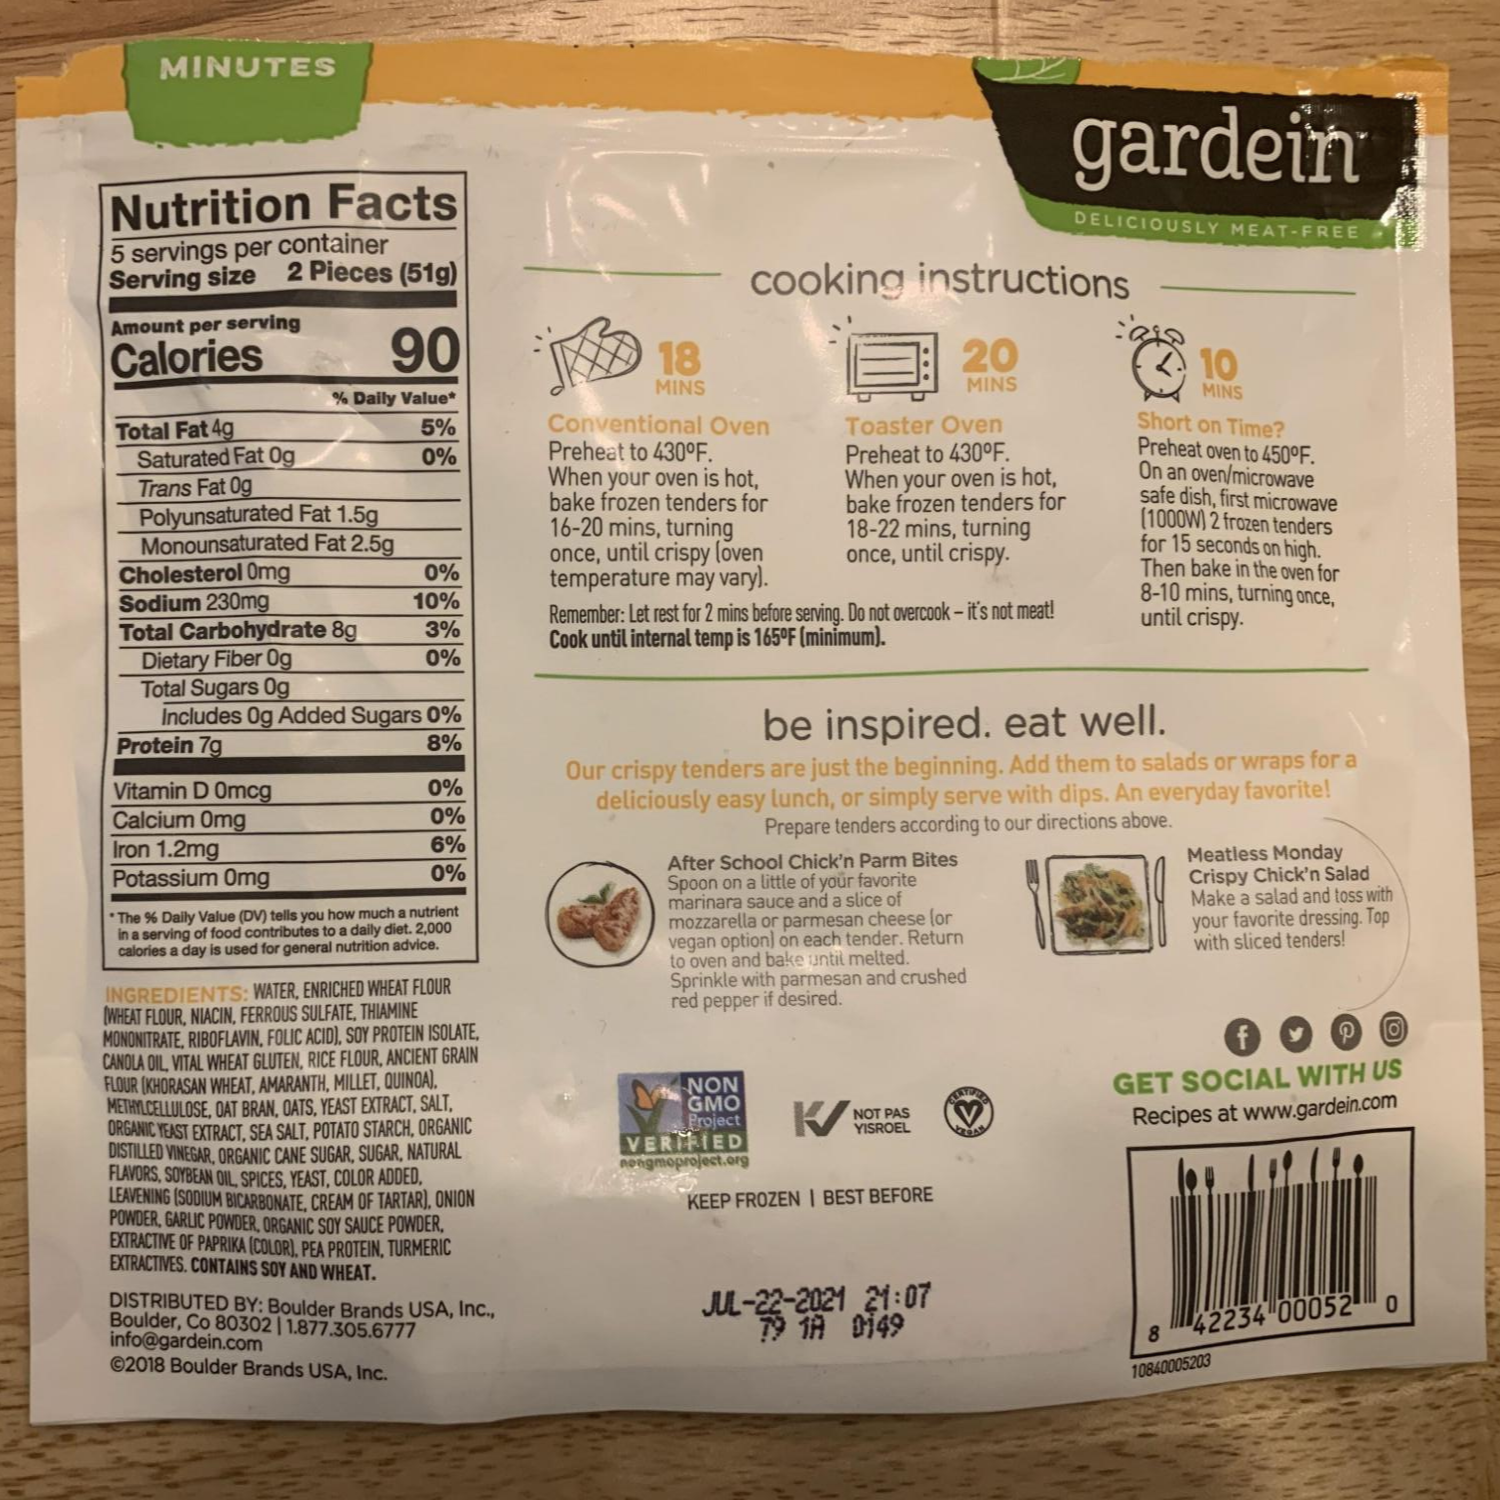 MINUTES
gardein
DELICIOUSLY MEAT-FREE
Nutrition Facts
5 servings per container
Serving size 2 Pieces (51g)
Amount per serving
Calories 90
% Daily Value*
Total Fat 4g 5%
Saturated Fat 0g 0%
Trans Fat 0g
Polyunsaturated Fat 1.5g
Monounsaturated Fat 2.5g
Cholesterol 0mg 0%
Sodium 230mg 10%
Total Carbohydrate 8g 3%
Dietary Fiber 0g 0%
Total Sugars 0g
Includes 0g Added Sugars 0%
Protein 7g 8%
Vitamin D 0mcg 0%
Calcium 0mg 0%
Iron 1.2mg 6%
Potassium 0mg 0%
* The % Daily Value (DV) tells you how much a nutrient
in a serving of food contributes to a daily diet. 2,000
calories a day is used for general nutrition advice.
INGREDIENTS: WATER, ENRICHED WHEAT FLOUR
(WHEAT FLOUR, NIACIN, FERROUS SULFATE, THIAMINE
MONONITRATE, RIBOFLAVIN, FOLIC ACID), SOY PROTEIN ISOLATE,
CANOLA OIL, VITAL WHEAT GLUTEN, RICE FLOUR, ANCIENT GRAIN
FLOUR (KHORASAN WHEAT, AMARANTH, MILLET, QUINOA),
METHYLCELLULOSE, OAT BRAN, OATS, YEAST EXTRACT, SALT,
ORGANIC YEAST EXTRACT, SEA SALT, POTATO STARCH, ORGANIC
DISTILLED VINEGAR, ORGANIC CANE SUGAR, SUGAR, NATURAL
FLAVORS, SOYBEAN OIL, SPICES, YEAST, COLOR ADDED,
LEAVENING (SODIUM BICARBONATE, CREAM OF TARTAR), ONION
POWDER, GARLIC POWDER, ORGANIC SOY SAUCE POWDER,
EXTRACTIVE OF PAPRIKA (COLOR), PEA PROTEIN, TURMERIC
EXTRACTIVES. CONTAINS SOY AND WHEAT.
DISTRIBUTED BY: Boulder Brands USA, Inc.,
Boulder, Co 80302 | 1.877.305.6777
info@gardein.com
©2018 Boulder Brands USA, Inc.
cooking instructions
18
MINS
Conventional Oven
Preheat to 430ºF.
When your oven is hot,
bake frozen tenders for
16-20 mins, turning
once, until crispy (oven
temperature may vary).
20
MINS
Toaster Oven
Preheat to 430ºF.
When your oven is hot,
bake frozen tenders for
18-22 mins, turning
once, until crispy.
10
MINS
Short on Time?
Preheat oven to 450ºF.
On an oven/microwave
safe dish, first microwave
(1000W) 2 frozen tenders
for 15 seconds on high.
Then bake in the oven for
8-10 mins, turning once,
until crispy.
Remember: Let rest for 2 mins before serving. Do not overcook – it's not meat!
Cook until internal temp is 165ºF (minimum).
be inspired. eat well.
Our crispy tenders are just the beginning. Add them to salads or wraps for a
deliciously easy lunch, or simply serve with dips. An everyday favorite!
Prepare tenders according to our directions above.
After School Chick'n Parm Bites
Spoon on a little of your favorite
marinara sauce and a slice of
mozzarella or parmesan cheese (or
vegan option) on each tender. Return
to oven and bake until melted.
Sprinkle with parmesan and crushed
red pepper if desired.
Meatless Monday
Crispy Chick'n Salad
Make a salad and toss with
your favorite dressing. Top
with sliced tenders!
NON
GMO
Project
VERIFIED
nongmoproject.org
NOT PAS
YISROEL
CERTIFIED
VEGAN
GET SOCIAL WITH US
Recipes at www.gardein.com
KEEP FROZEN | BEST BEFORE
JUL-22-2021 21:07
79 1A 0149
8 42234 00052 0
10840005203